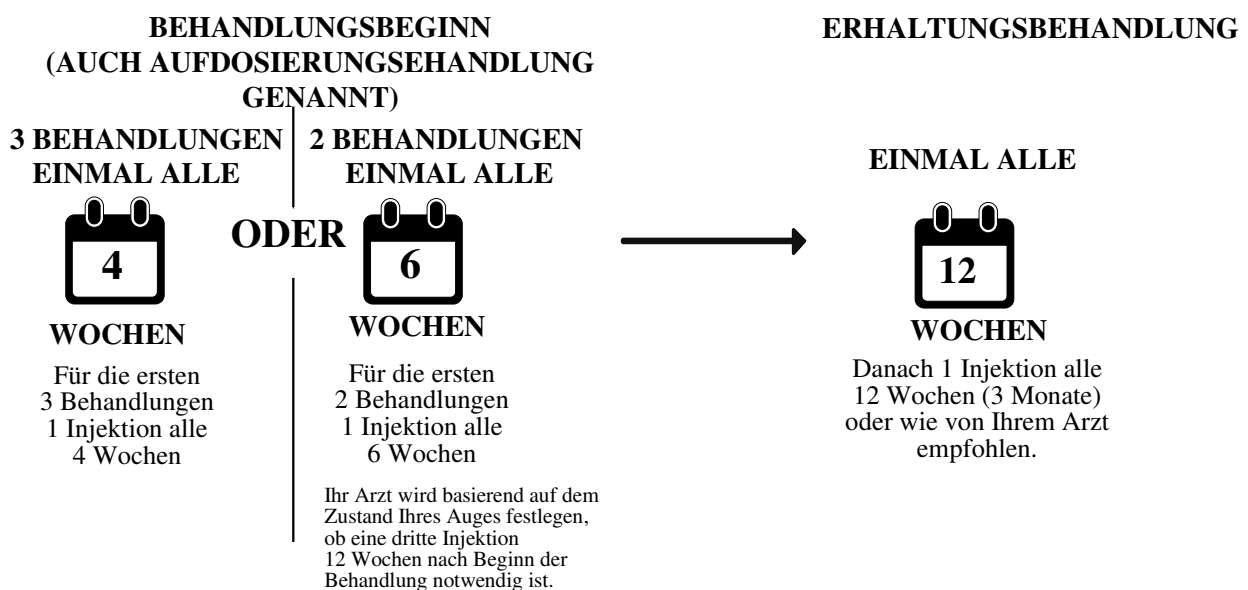 BEHANDLUNGSBEGINN
(AUCH AUFDOSIERUNGSEHANDLUNG
GENANNT)
3 BEHANDLUNGEN
EINMAL ALLE
4
WOCHEN
Für die ersten
3 Behandlungen
1 Injektion alle
4 Wochen
ODER
2 BEHANDLUNGEN
EINMAL ALLE
6
WOCHEN
Für die ersten
2 Behandlungen
1 Injektion alle
6 Wochen
Ihr Arzt wird basierend auf dem
Zustand Ihres Auges festlegen,
ob eine dritte Injektion
12 Wochen nach Beginn der
Behandlung notwendig ist.
ERHALTUNGSBEHANDLUNG
EINMAL ALLE
12
WOCHEN
Danach 1 Injektion alle
12 Wochen (3 Monate)
oder wie von Ihrem Arzt
empfohlen.